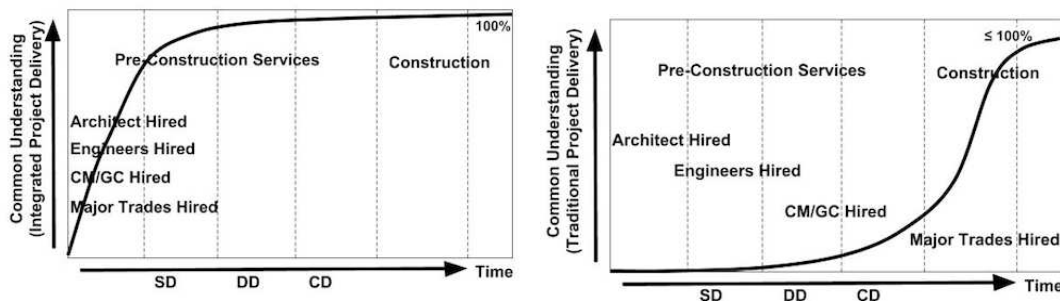 Common Understanding
(Integrated Project Delivery)
100%
Pre-Construction Services
Construction
Architect Hired
Engineers Hired
CM/GC Hired
Major Trades Hired
Time
SD
DD
CD
Common Understanding
(Traditional Project Delivery)
≤ 100%
Pre-Construction Services
Construction
Architect Hired
Engineers Hired
CM/GC Hired
Major Trades Hired
Time
SD
DD
CD